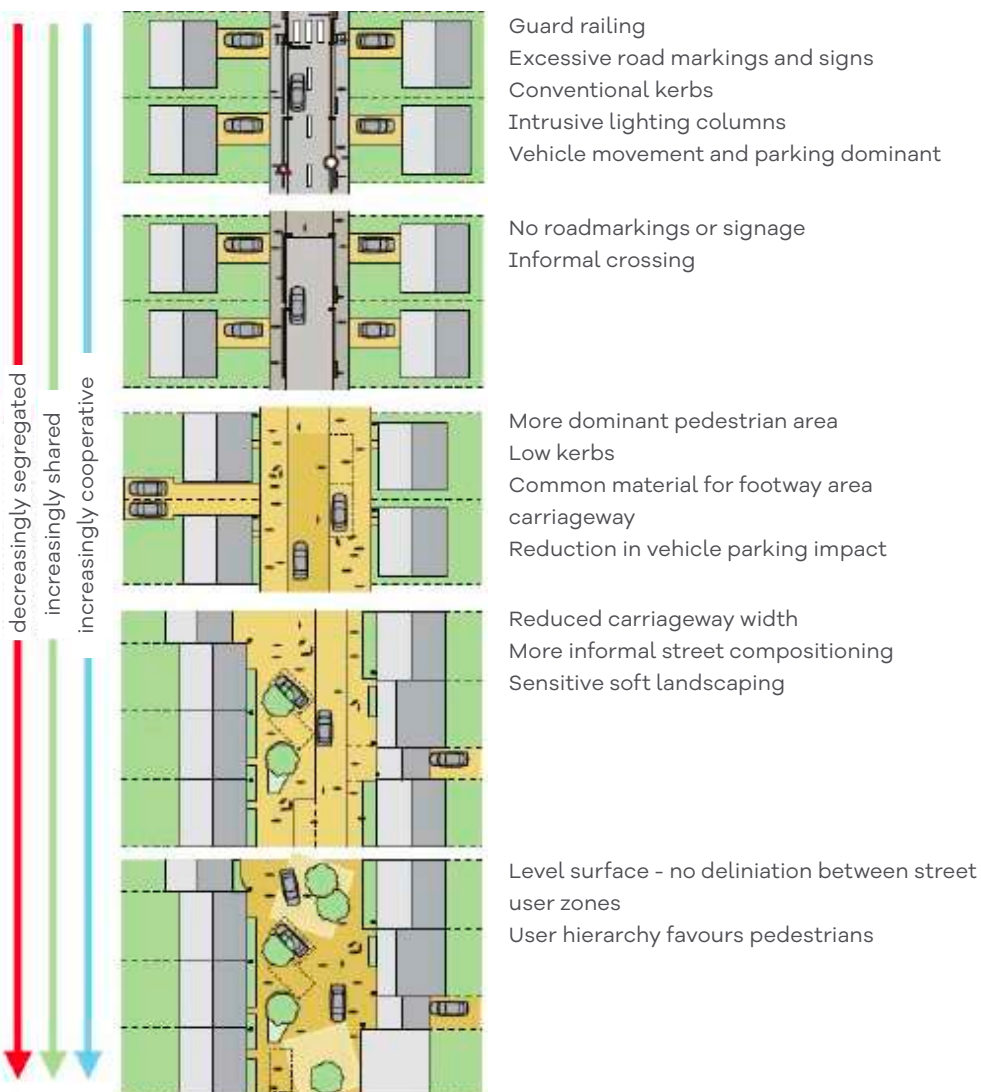 Guard railing
Excessive road markings and signs
Conventional kerbs
Intrusive lighting columns
Vehicle movement and parking dominant
No roadmarkings or signage
Informal crossing
decreasingly segregated
increasingly shared
increasingly cooperative
More dominant pedestrian area
Low kerbs
Common material for footway area
carriageway
Reduction in vehicle parking impact
Reduced carriageway width
More informal street compositioning
Sensitive soft landscaping
Level surface - no deliniation between street
user zones
User hierarchy favours pedestrians